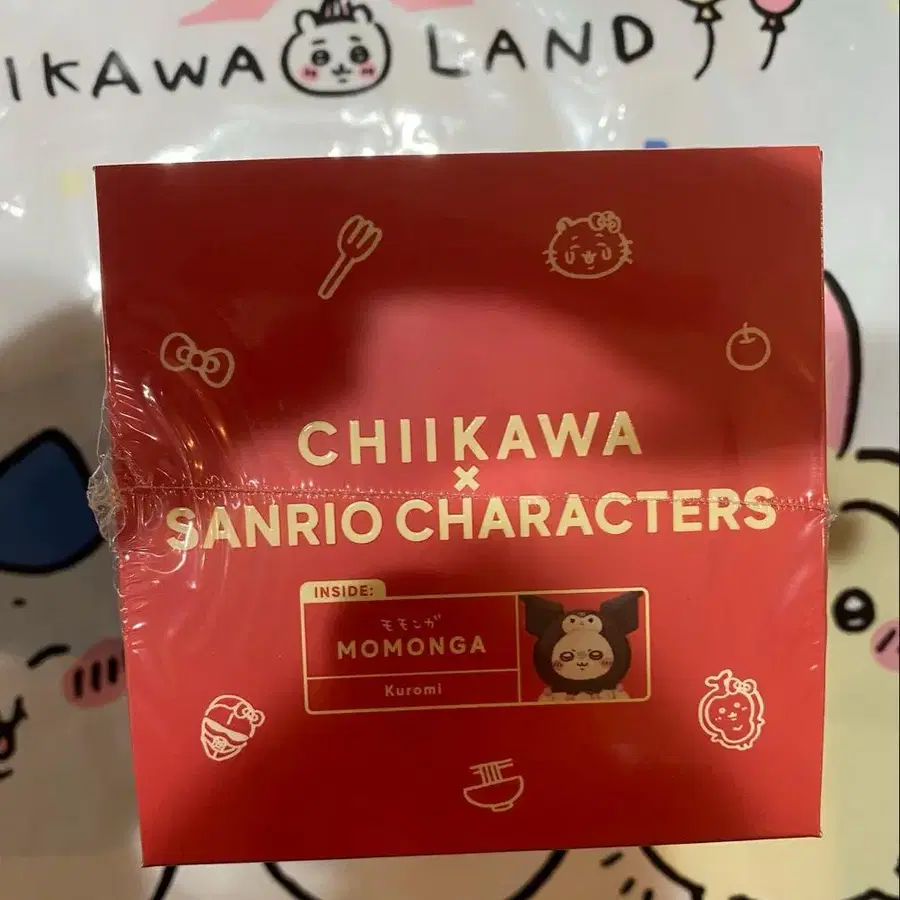 IKAWA LAND
CHIIKAWA
×
SANRIO CHARACTERS
INSIDE:
モモンガ
MOMONGA
Kuromi